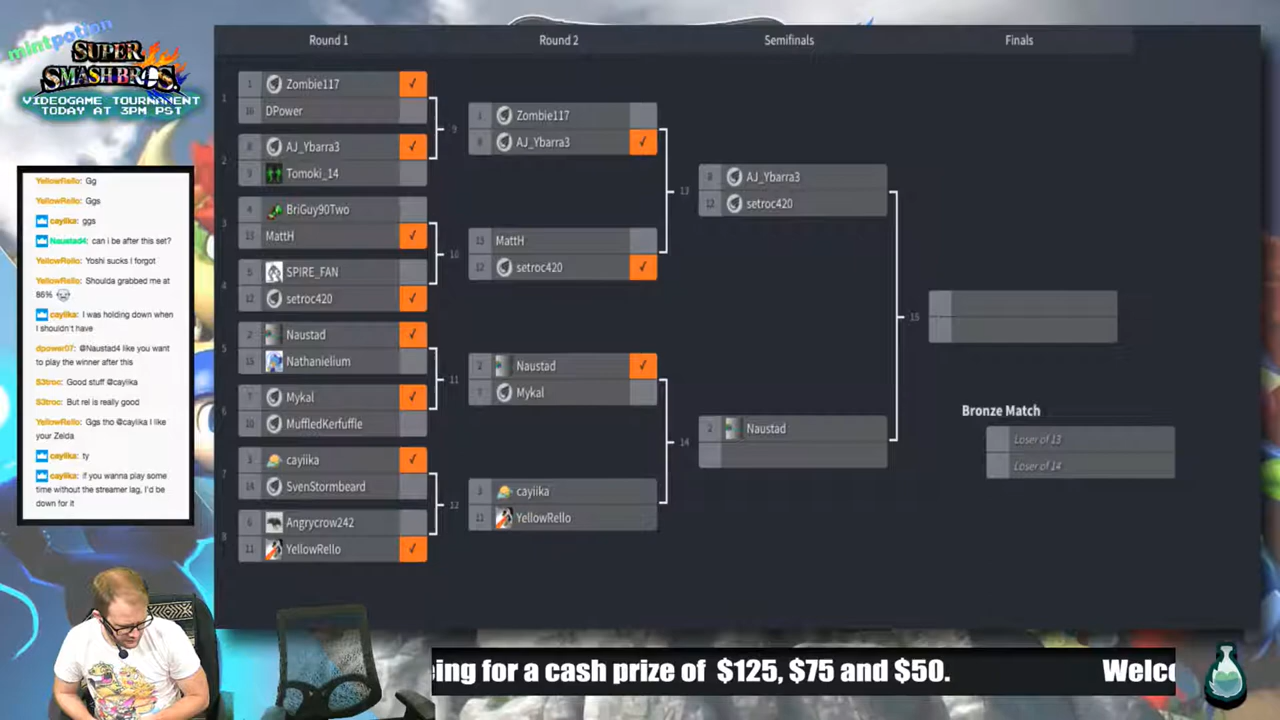 mintpotion
SUPER
SMASH BROS.
VIDEOGAME TOURNAMENT
TODAY AT 3PM PST
YellowRello: Gg
YellowRello: Ggs
cayiika: ggs
Naustad4: can i be after this set?
YellowRello: Yoshi sucks I forgot
YellowRello: Shoulda grabbed me at
86%
cayiika: I was holding down when
I shouldn't have
dpower07: @Naustad4 like you want
to play the winner after this
S3troc: Good stuff @cayiika
S3troc: But rel is really good
YellowRello: Ggs tho @cayiika I like
your Zelda
cayiika: ty
cayiika: if you wanna play some
time without the streamer lag, I'd be
down for it
Round 1
Round 2
Semifinals
Finals
1
1 Zombie117 ✓
16 DPower
2
8 AJ_Ybarra3 ✓
9 Tomoki_14
3
4 BriGuy90Two
13 MattH ✓
4
5 SPIRE_FAN
12 setroc420 ✓
5
2 Naustad ✓
15 Nathanielium
6
7 Mykal ✓
10 MuffledKerfuffle
7
3 cayiika ✓
14 SvenStormbeard
8
6 Angrycrow242
11 YellowRello ✓
9
1 Zombie117
8 AJ_Ybarra3 ✓
10
13 MattH
12 setroc420 ✓
11
2 Naustad ✓
7 Mykal
12
3 cayiika
11 YellowRello
13
8 AJ_Ybarra3
12 setroc420
14
2 Naustad
15
Bronze Match
Loser of 13
Loser of 14
ing for a cash prize of $125, $75 and $50.
Welc